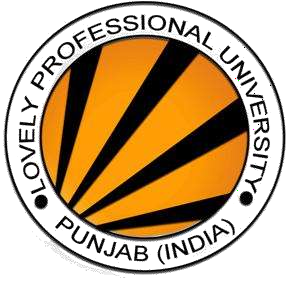 LOVELY PROFESSIONAL UNIVERSITY
PUNJAB (INDIA)